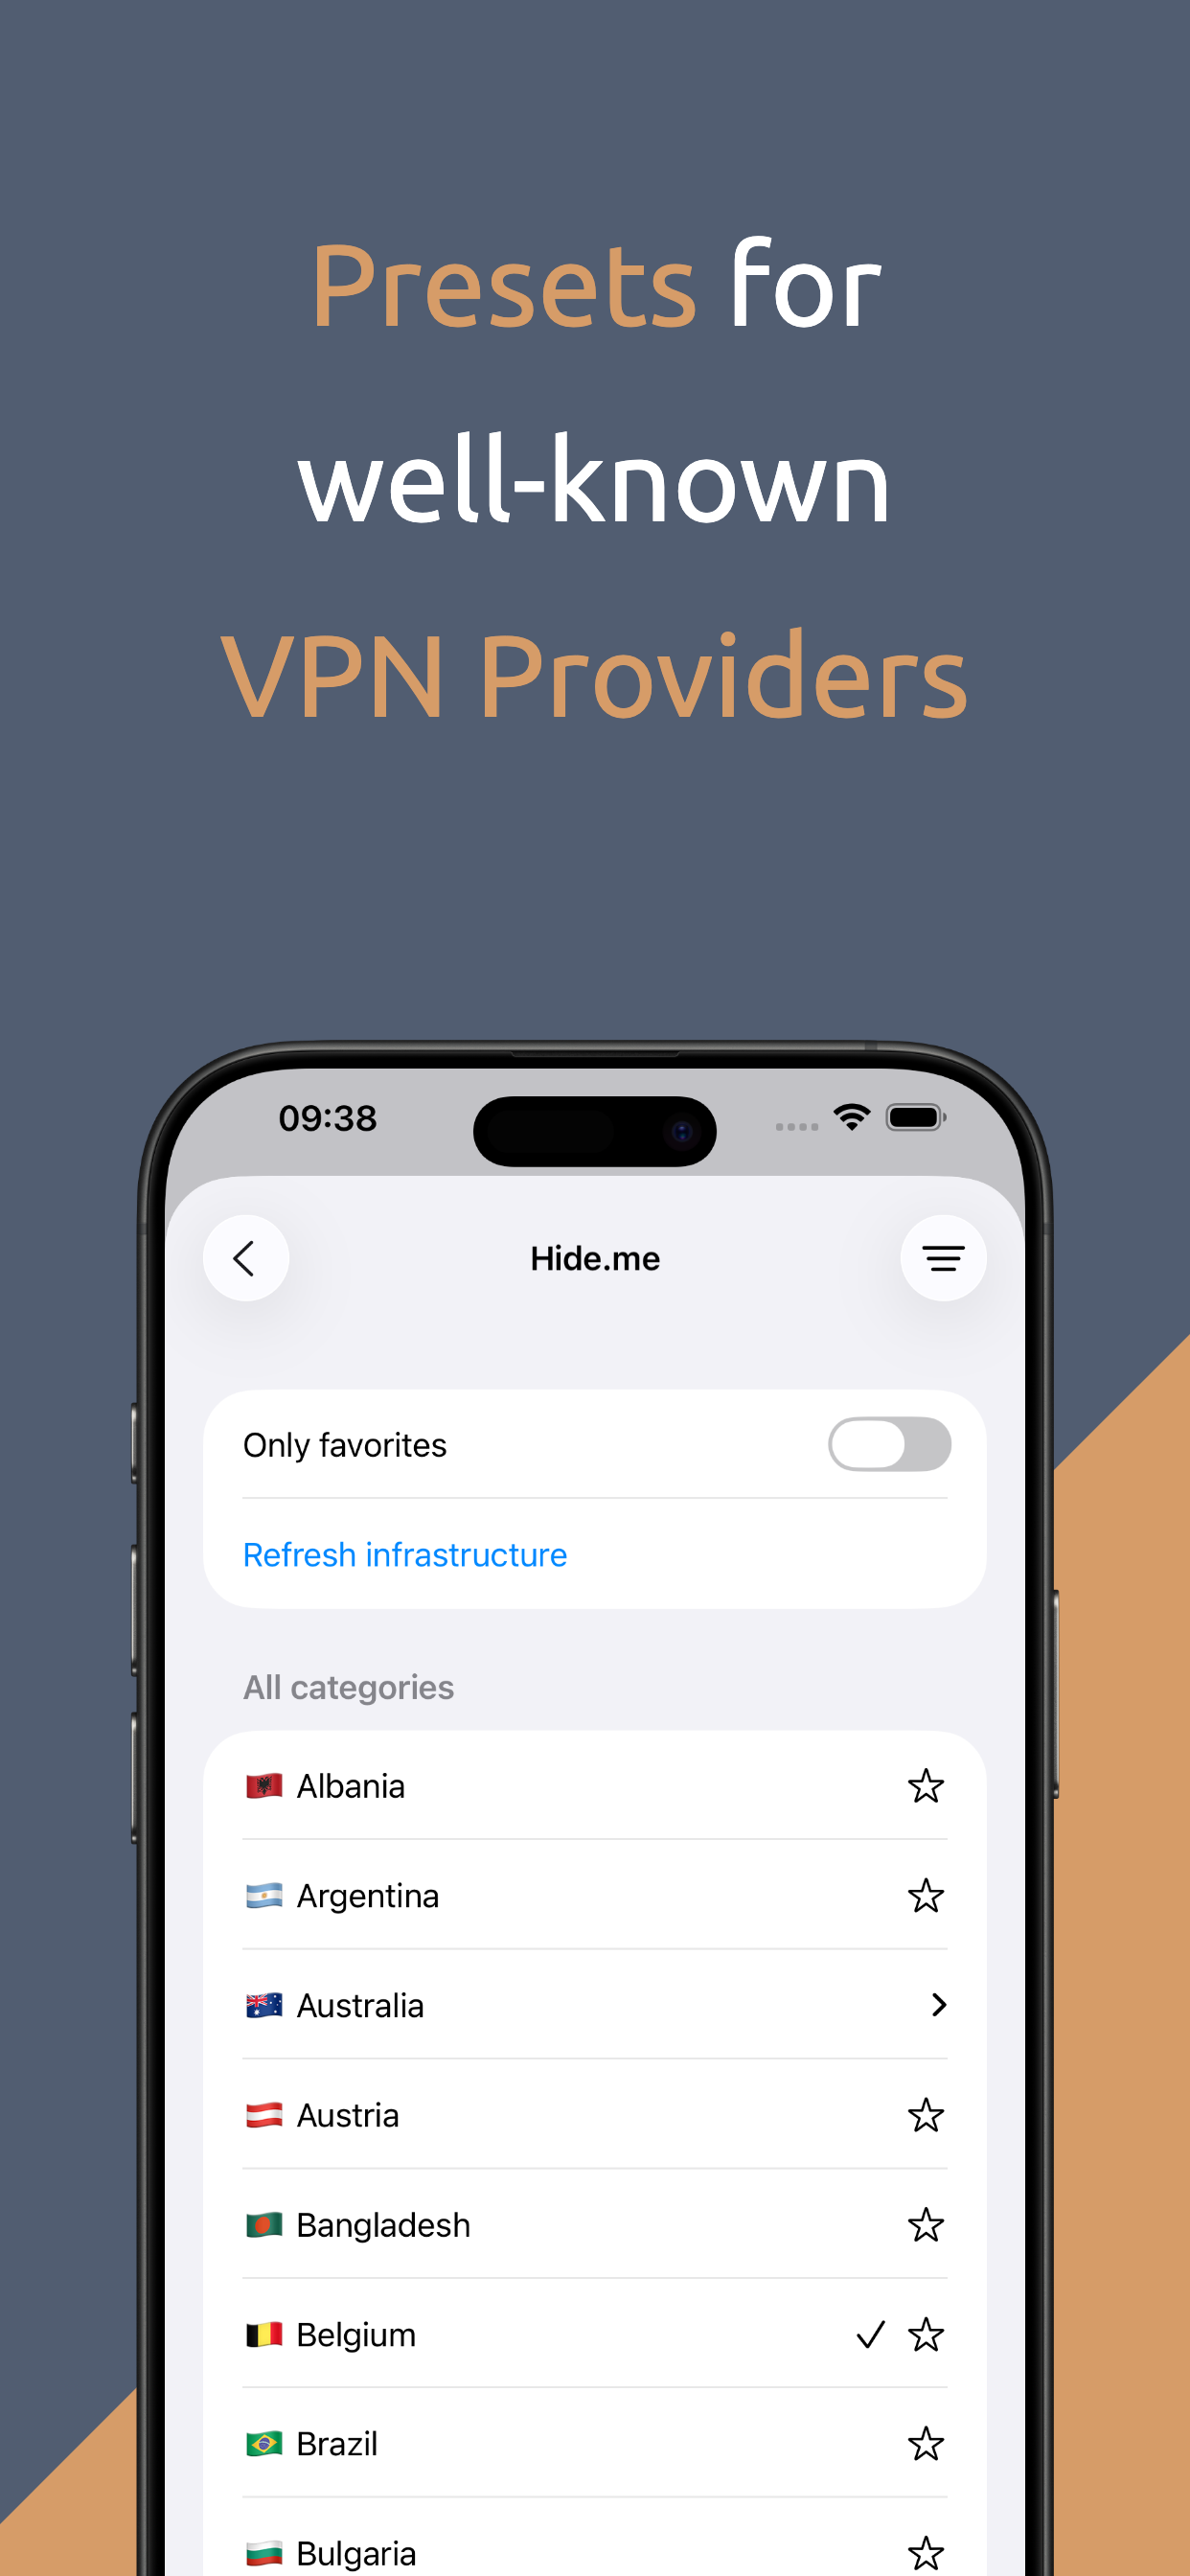 Presets for
well-known
VPN Providers
09:38
Hide.me
Only favorites
Refresh infrastructure
All categories
Albania
Argentina
Australia
Austria
Bangladesh
Belgium
Brazil
Bulgaria